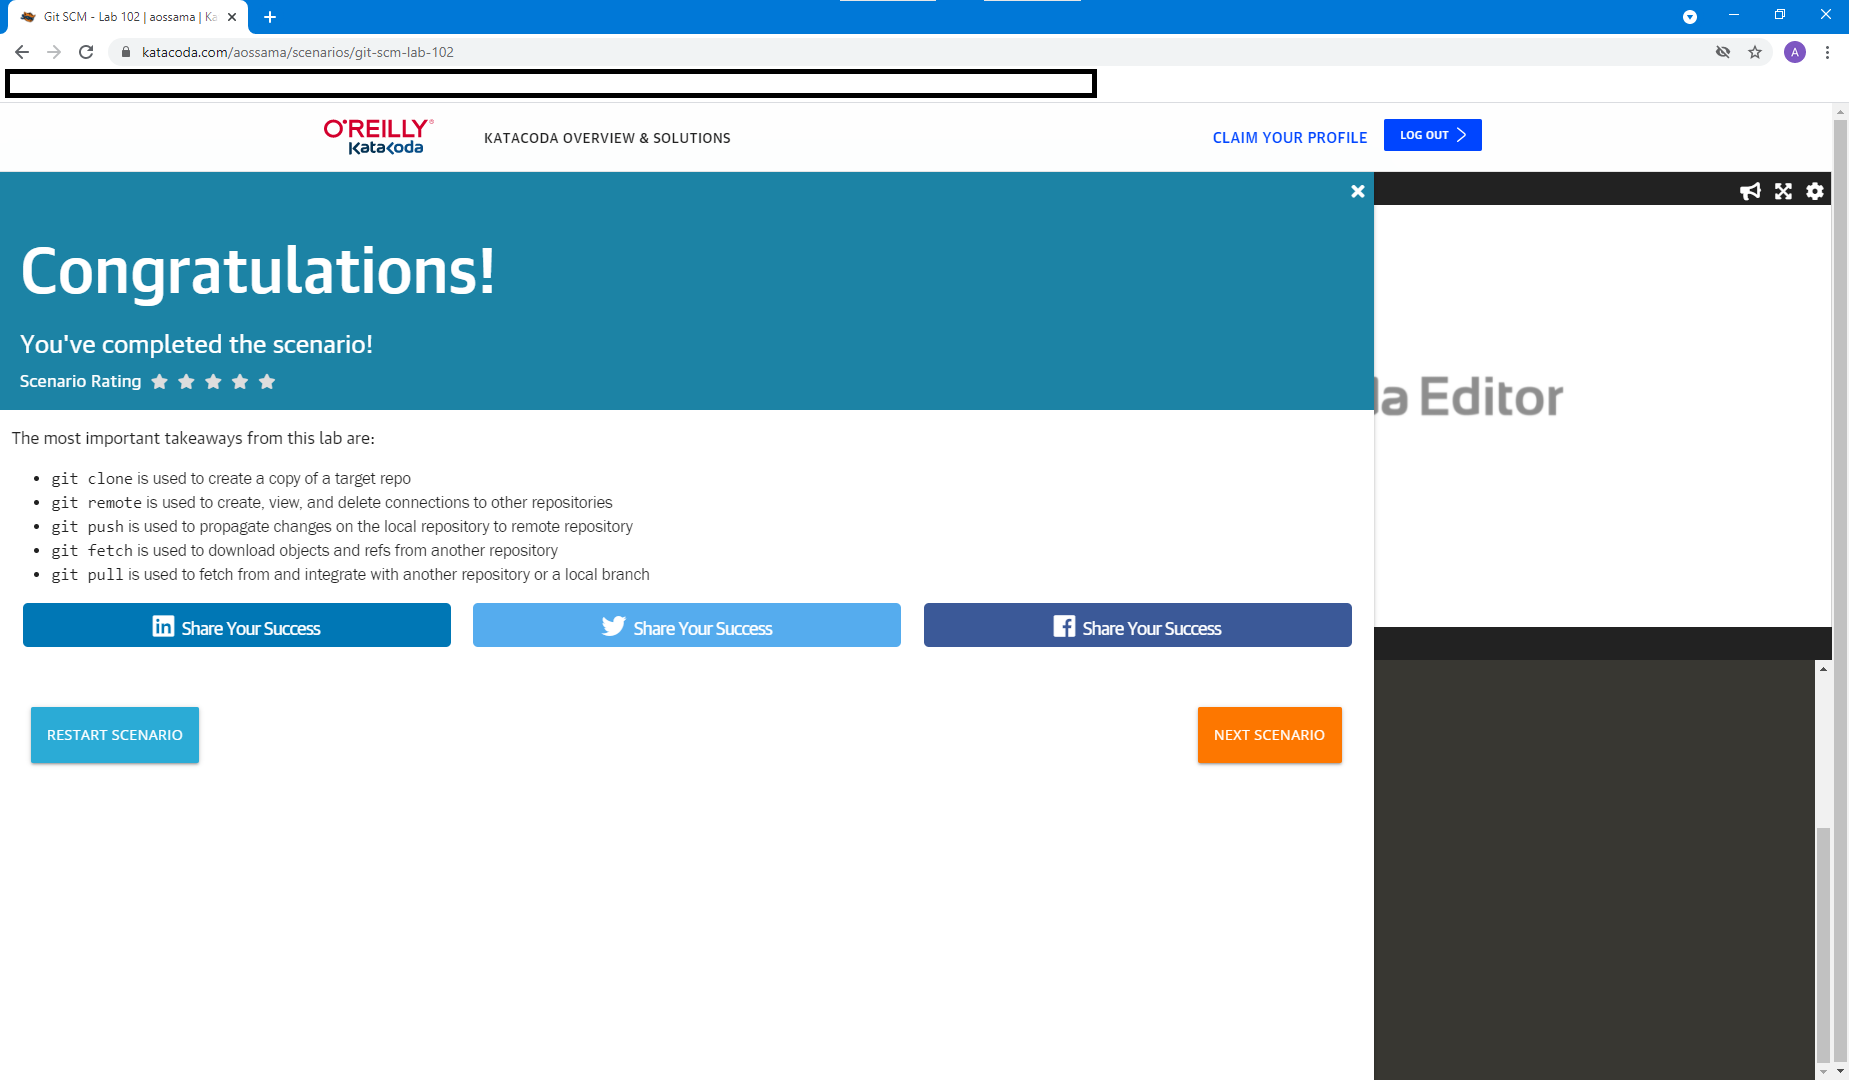 Git SCM - Lab 102 | aossama | Ka
katacoda.com/aossama/scenarios/git-scm-lab-102
A
O'REILLY®
KataKoda
KATACODA OVERVIEW & SOLUTIONS
CLAIM YOUR PROFILE
LOG OUT
Congratulations!
You've completed the scenario!
Scenario Rating
da Editor
The most important takeaways from this lab are:
• git clone is used to create a copy of a target repo
• git remote is used to create, view, and delete connections to other repositories
• git push is used to propagate changes on the local repository to remote repository
• git fetch is used to download objects and refs from another repository
• git pull is used to fetch from and integrate with another repository or a local branch
in Share Your Success
Share Your Success
f Share Your Success
RESTART SCENARIO
NEXT SCENARIO